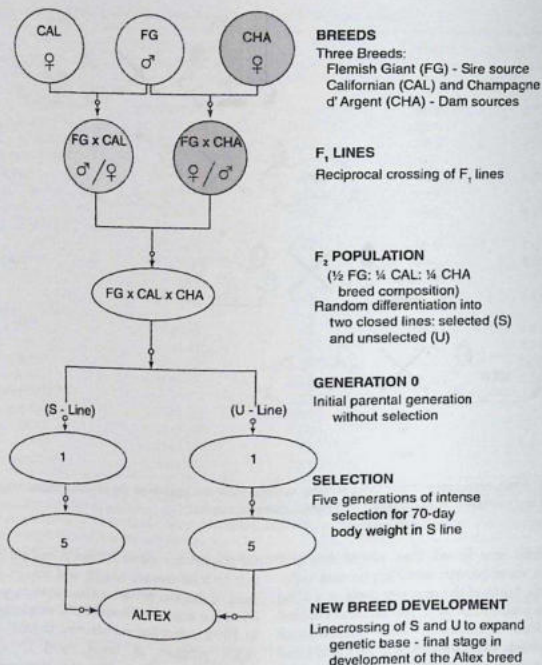 CAL
♀
FG
♂
CHA
♀
BREEDS
Three Breeds:
Flemish Giant (FG) - Sire source
Californian (CAL) and Champagne
d' Argent (CHA) - Dam sources
FG x CAL
♂/♀
FG x CHA
♀/♂
F₁ LINES
Reciprocal crossing of F₁ lines
FG x CAL x CHA
F₂ POPULATION
(½ FG: ¼ CAL: ¼ CHA
breed composition)
Random differentiation into
two closed lines: selected (S)
and unselected (U)
GENERATION 0
Initial parental generation
without selection
(S - Line)
(U - Line)
1
1
SELECTION
Five generations of intense
selection for 70-day
body weight in S line
5
5
ALTEX
NEW BREED DEVELOPMENT
Linecrossing of S and U to expand
genetic base - final stage in
development of the Altex breed